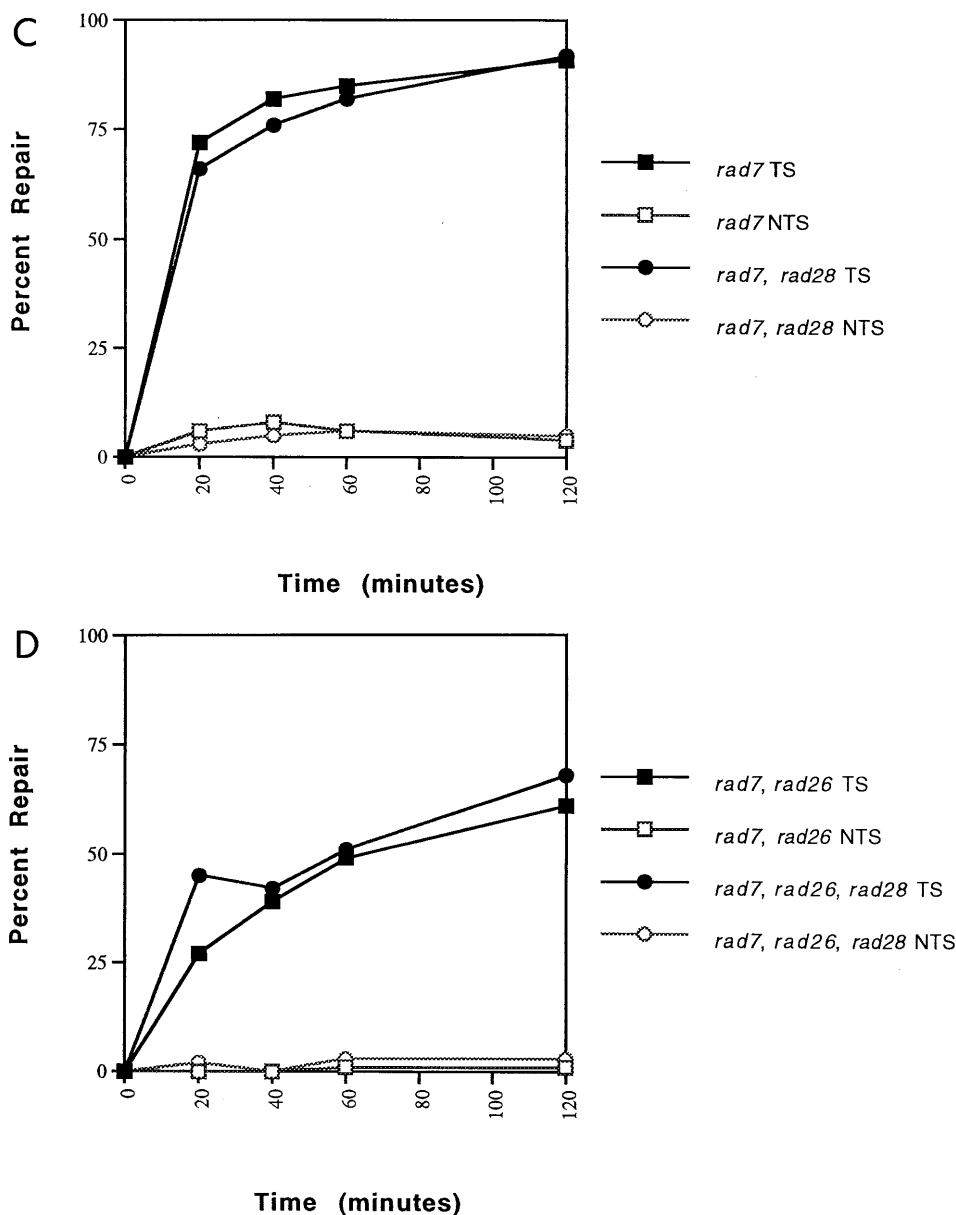 C
100
75
50
25
0
Percent Repair
0 20 40 60 80 100 120
Time (minutes)
rad7 TS
rad7 NTS
rad7, rad28 TS
rad7, rad28 NTS
D
100
75
50
25
0
Percent Repair
0 20 40 60 80 100 120
Time (minutes)
rad7, rad26 TS
rad7, rad26 NTS
rad7, rad26, rad28 TS
rad7, rad26, rad28 NTS